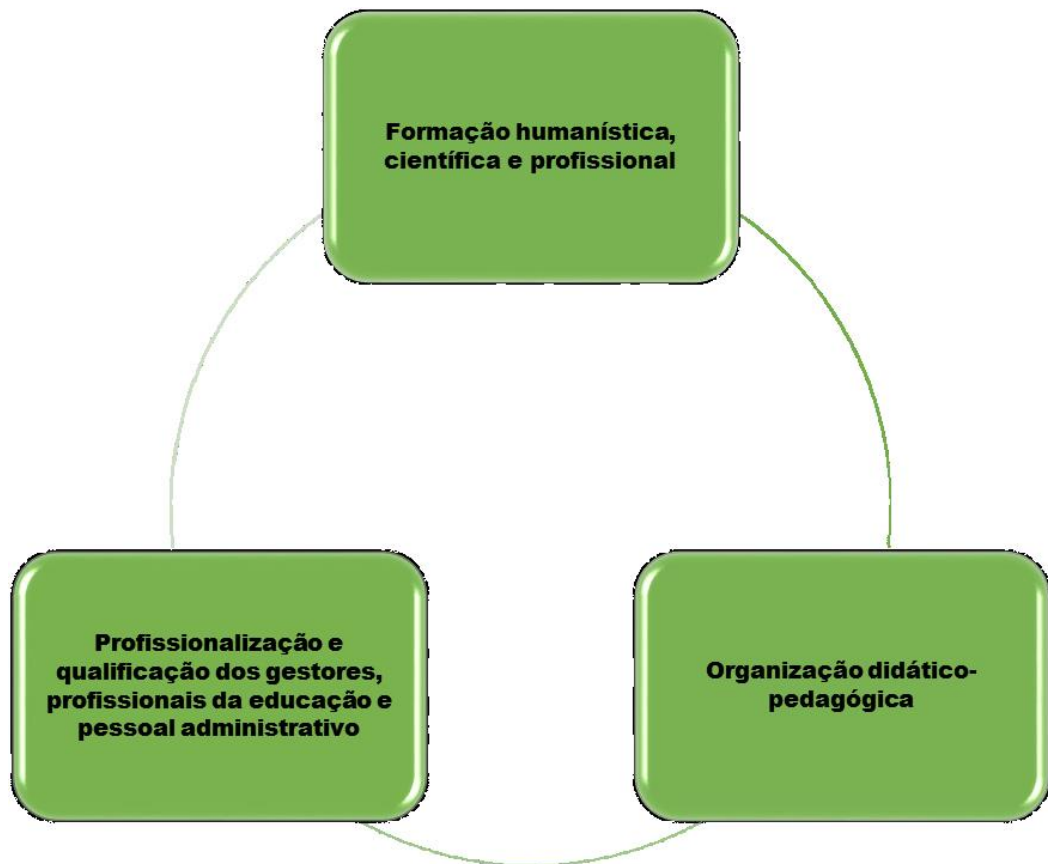 Formação humanística,
científica e profissional
Profissionalização e
qualificação dos gestores,
profissionais da educação e
pessoal administrativo
Organização didático-
pedagógica